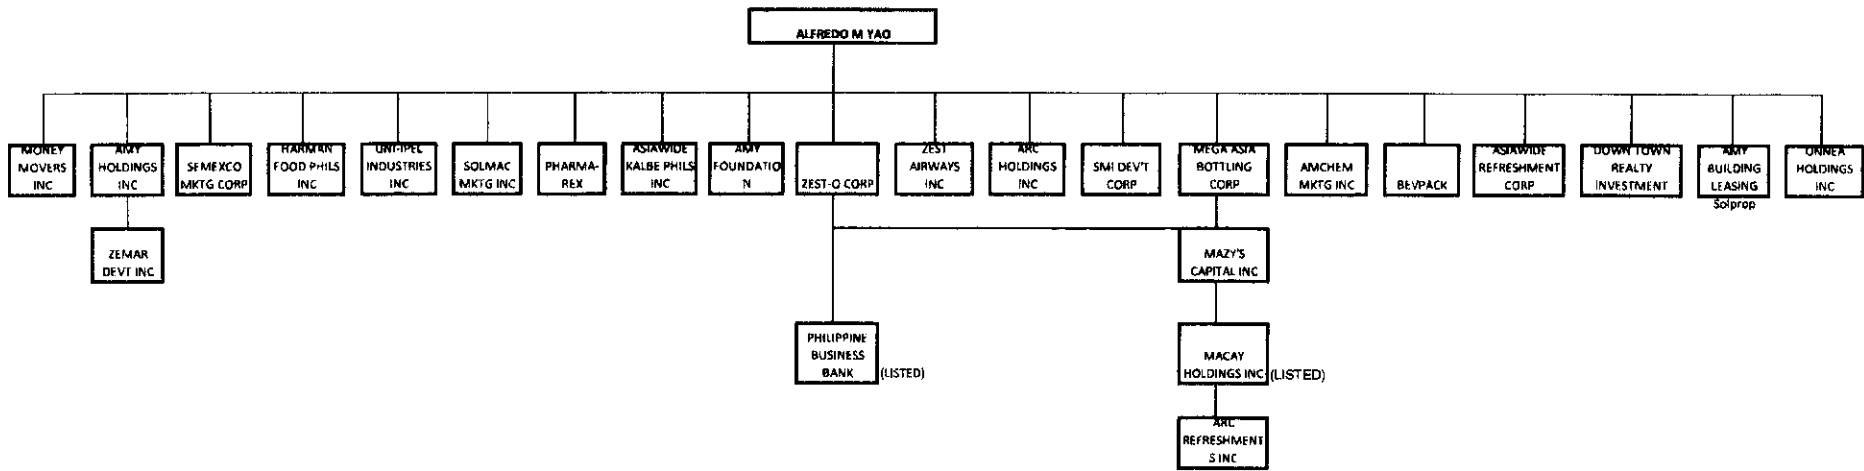 ALFREDO M YAO
MONEY
MOVERS
INC
AMY
HOLDINGS
INC
SEMEXCO
MKTG CORP
HARMAN
FOOD PHILS
INC
UNI-IPEL
INDUSTRIES
INC
SOLMAC
MKTG INC
PHARMA-
REX
ASIAWIDE
KALBE PHILS
INC
AMY
FOUNDATIO
N
ZEST-O CORP
ZEST
AIRWAYS
INC
ARC
HOLDINGS
INC
SMI DEV'T
CORP
MEGA ASIA
BOTTLING
CORP
AMCHEM
MKTG INC
BEVPACK
ASIAWIDE
REFRESHMENT
CORP
DOWN TOWN
REALTY
INVESTMENT
AMY
BUILDING
LEASING
Solprop
UNNEA
HOLDINGS
INC
ZEMAR
DEVT INC
MAZY'S
CAPITAL INC
PHILIPPINE
BUSINESS
BANK (LISTED)
MACAY
HOLDINGS INC (LISTED)
ARC
REFRESHMENT
S INC